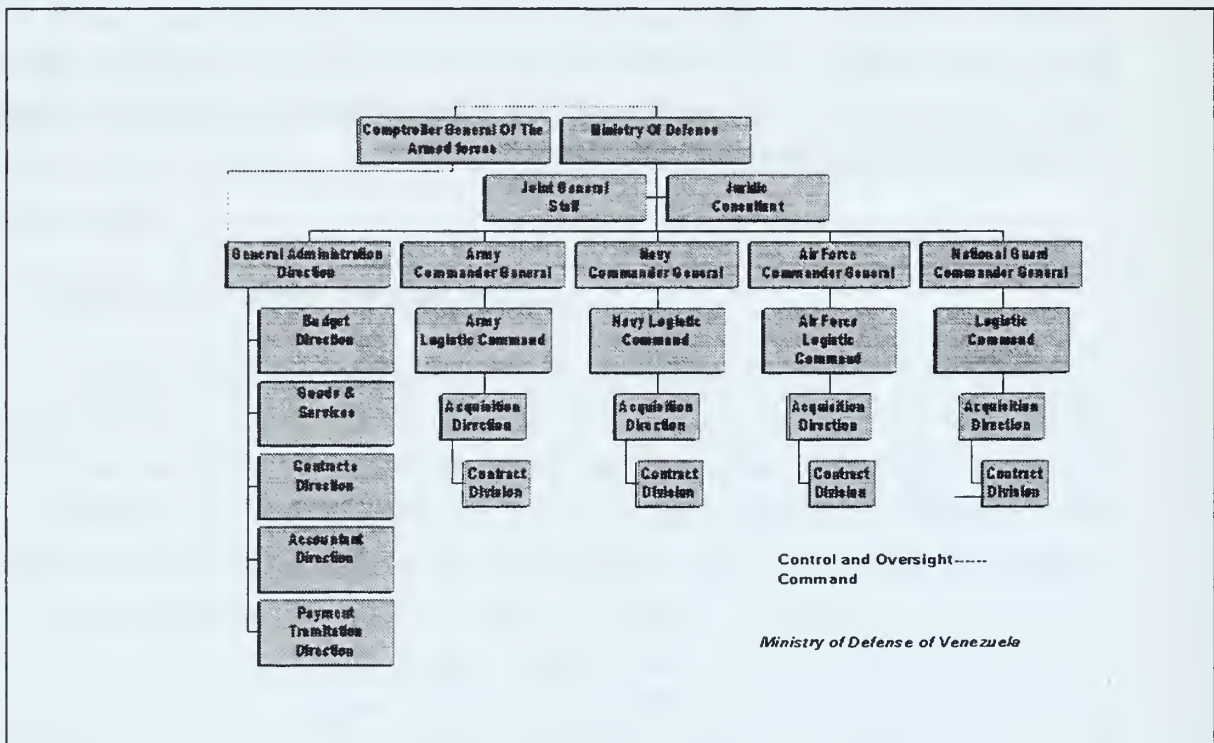 Comptroller General Of The
Armed forces
Ministry Of Defense
Joint General
Staff
Juridic
Consultant
General Administration
Direction
Army
Commander General
Navy
Commander General
Air Force
Commander General
National Guard
Commander General
Budget
Direction
Army
Logistic Command
Navy Logistic
Command
Air Force
Logistic
Command
Logistic
Command
Goods &
Services
Acquisition
Direction
Acquisition
Direction
Acquisition
Direction
Acquisition
Direction
Contracts
Direction
Contract
Division
Contract
Division
Contract
Division
Contract
Division
Accountant
Direction
Payment
Tramitation
Direction
Control and Oversight------
Command
Ministry of Defense of Venezuela